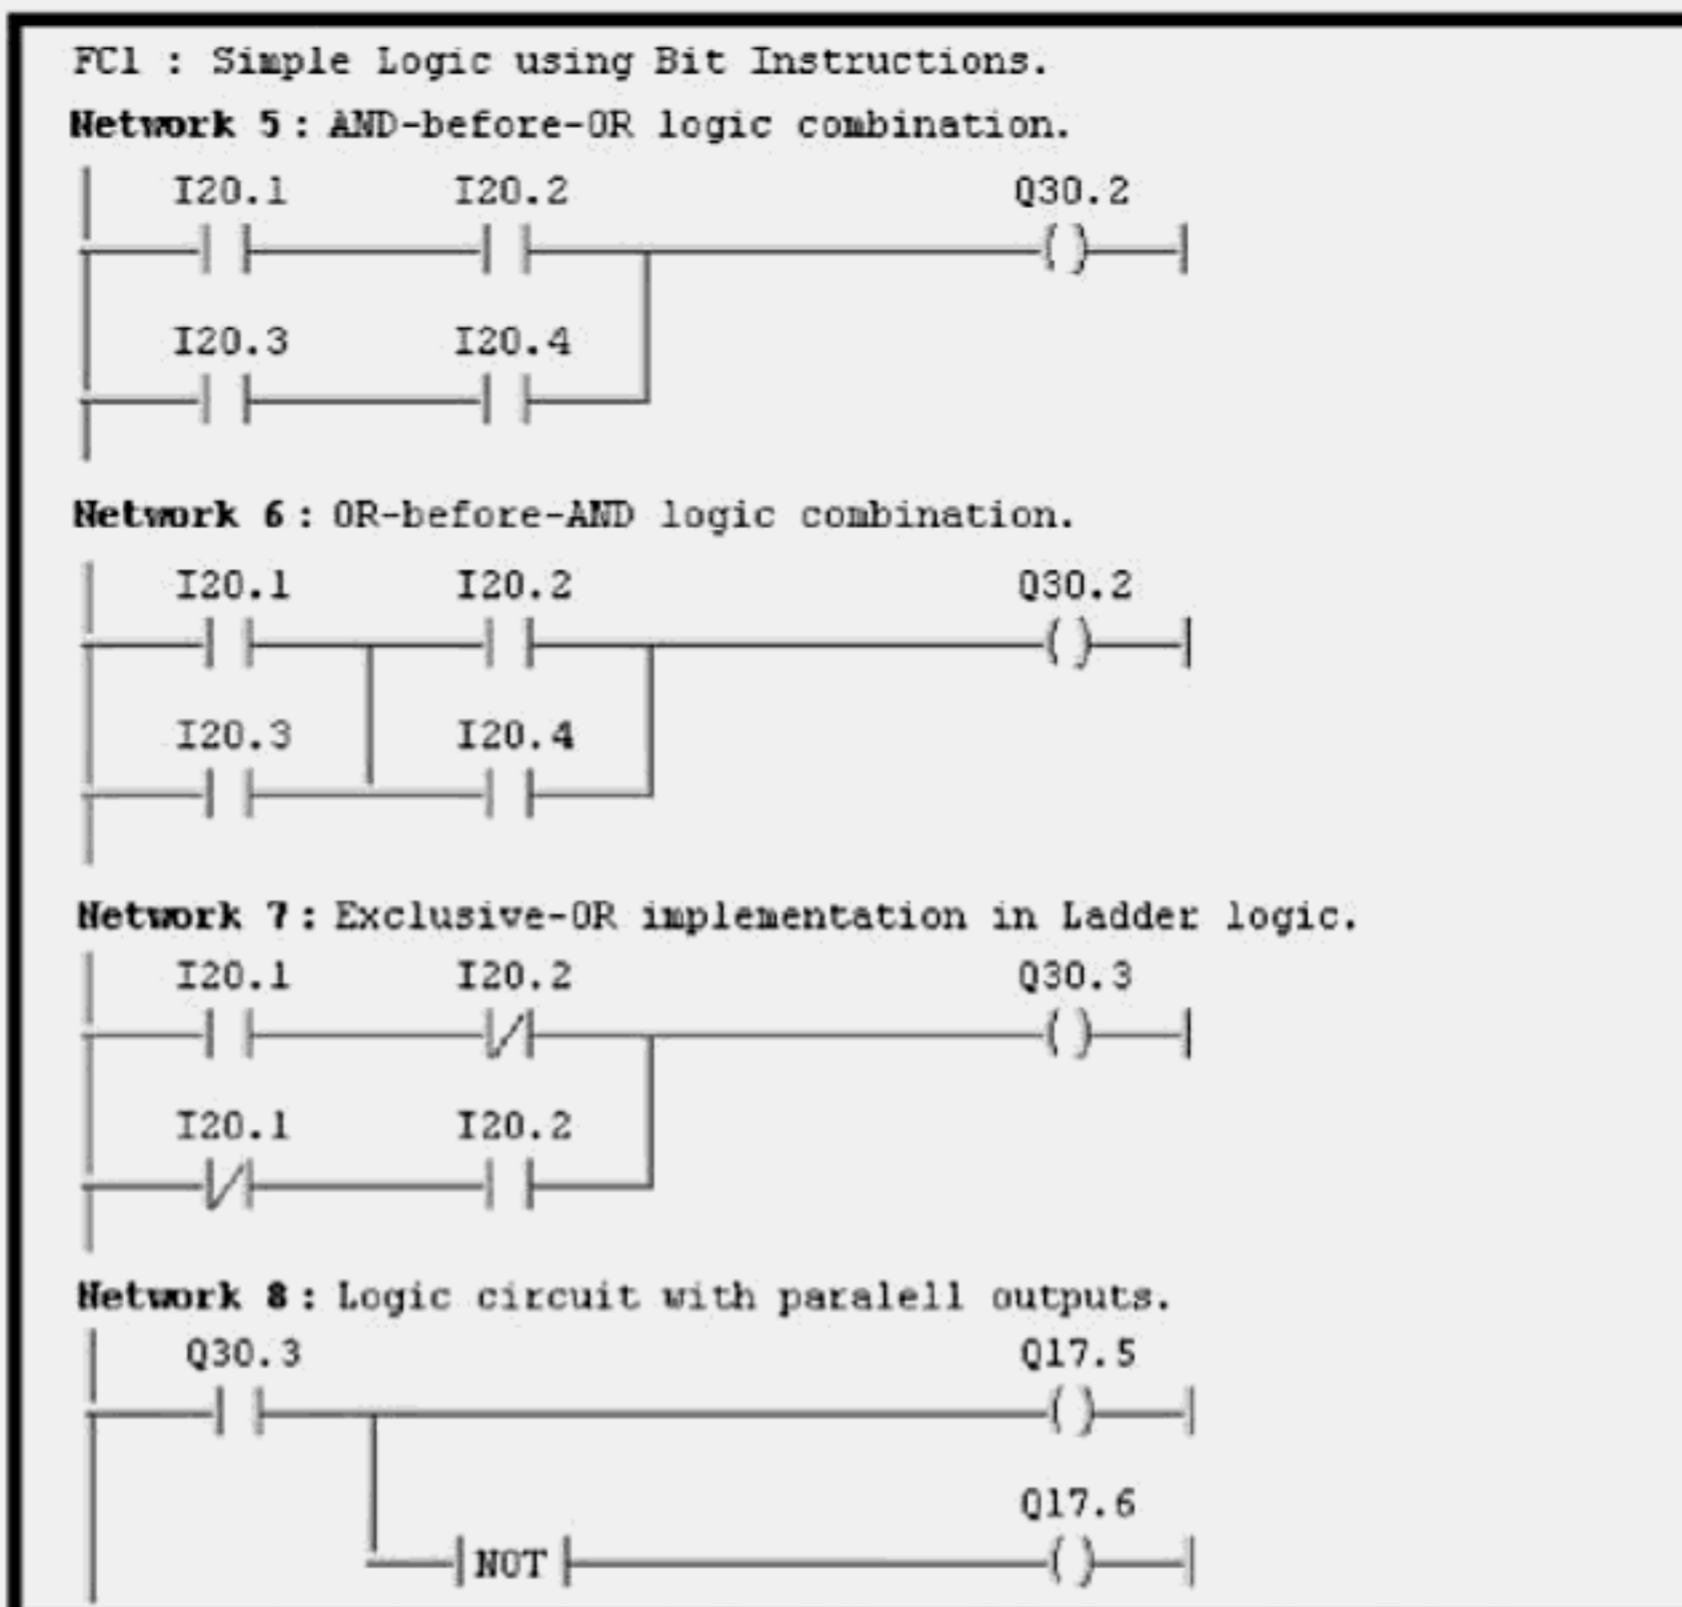 FC1 : Simple Logic using Bit Instructions.
Network 5: AND-before-OR logic combination.
I20.1 I20.2 Q30.2
I20.3 I20.4
Network 6: OR-before-AND logic combination.
I20.1 I20.2 Q30.2
I20.3 I20.4
Network 7: Exclusive-OR implementation in Ladder logic.
I20.1 I20.2 Q30.3
I20.1 I20.2
Network 8: Logic circuit with paralell outputs.
Q30.3 Q17.5
Q17.6
NOT